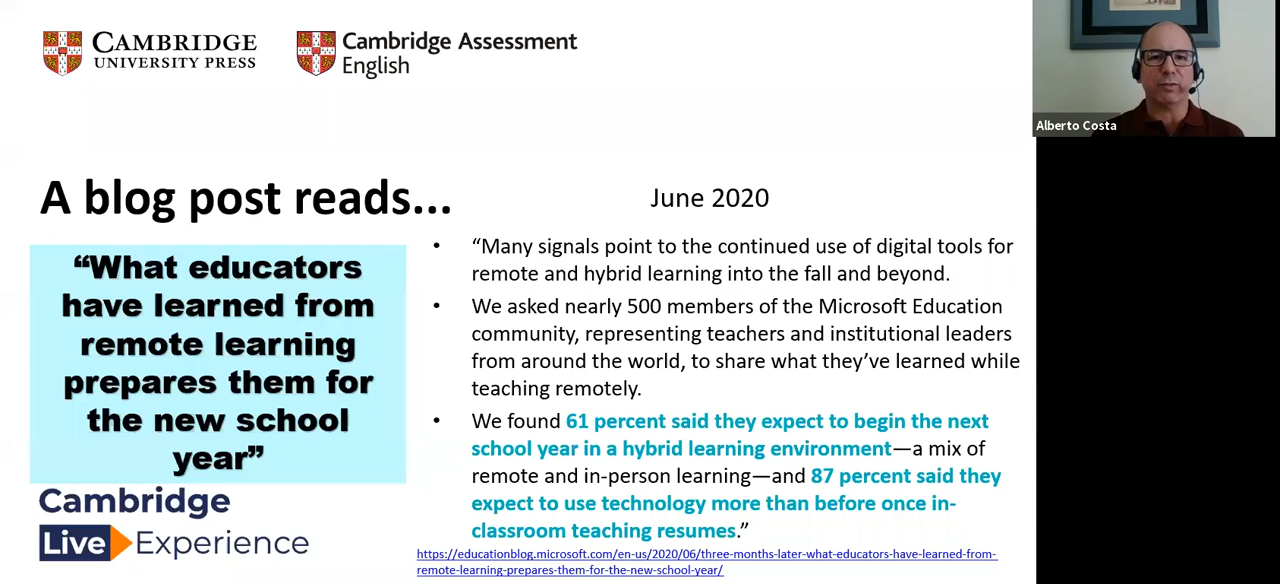 CAMBRIDGE
UNIVERSITY PRESS
Cambridge Assessment
English
Alberto Costa
A blog post reads...
June 2020
“What educators
have learned from
remote learning
prepares them for
the new school
year”
• “Many signals point to the continued use of digital tools for
remote and hybrid learning into the fall and beyond.
• We asked nearly 500 members of the Microsoft Education
community, representing teachers and institutional leaders
from around the world, to share what they’ve learned while
teaching remotely.
• We found 61 percent said they expect to begin the next
school year in a hybrid learning environment—a mix of
remote and in-person learning—and 87 percent said they
expect to use technology more than before once in-
classroom teaching resumes.”
Cambridge
Live Experience
https://educationblog.microsoft.com/en-us/2020/06/three-months-later-what-educators-have-learned-from-
remote-learning-prepares-them-for-the-new-school-year/